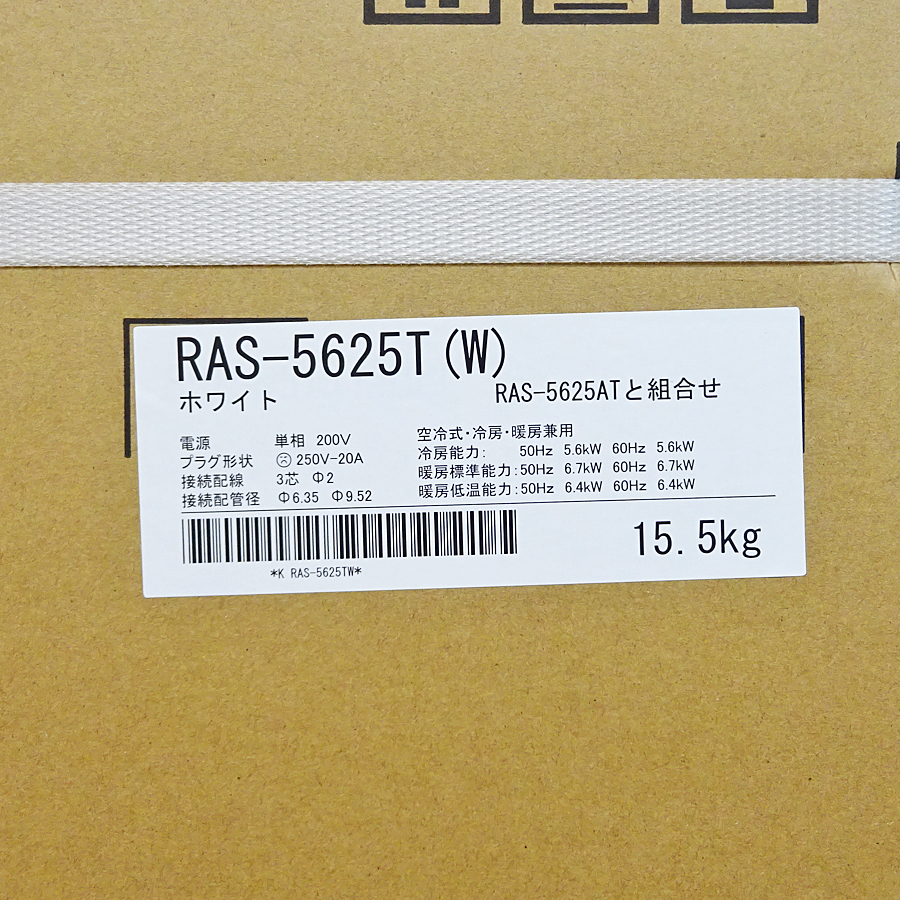 RAS-5625T(W)
ホワイト
RAS-5625ATと組合せ
電源 単相 200V
プラグ形状 250V-20A
接続配線 3芯 Φ2
接続配管径 Φ6.35 Φ9.52
空冷式・冷房・暖房兼用
冷房能力: 50Hz 5.6kW 60Hz 5.6kW
暖房標準能力:50Hz 6.7kW 60Hz 6.7kW
暖房低温能力:50Hz 6.4kW 60Hz 6.4kW
*K RAS-5625TW*
15.5kg